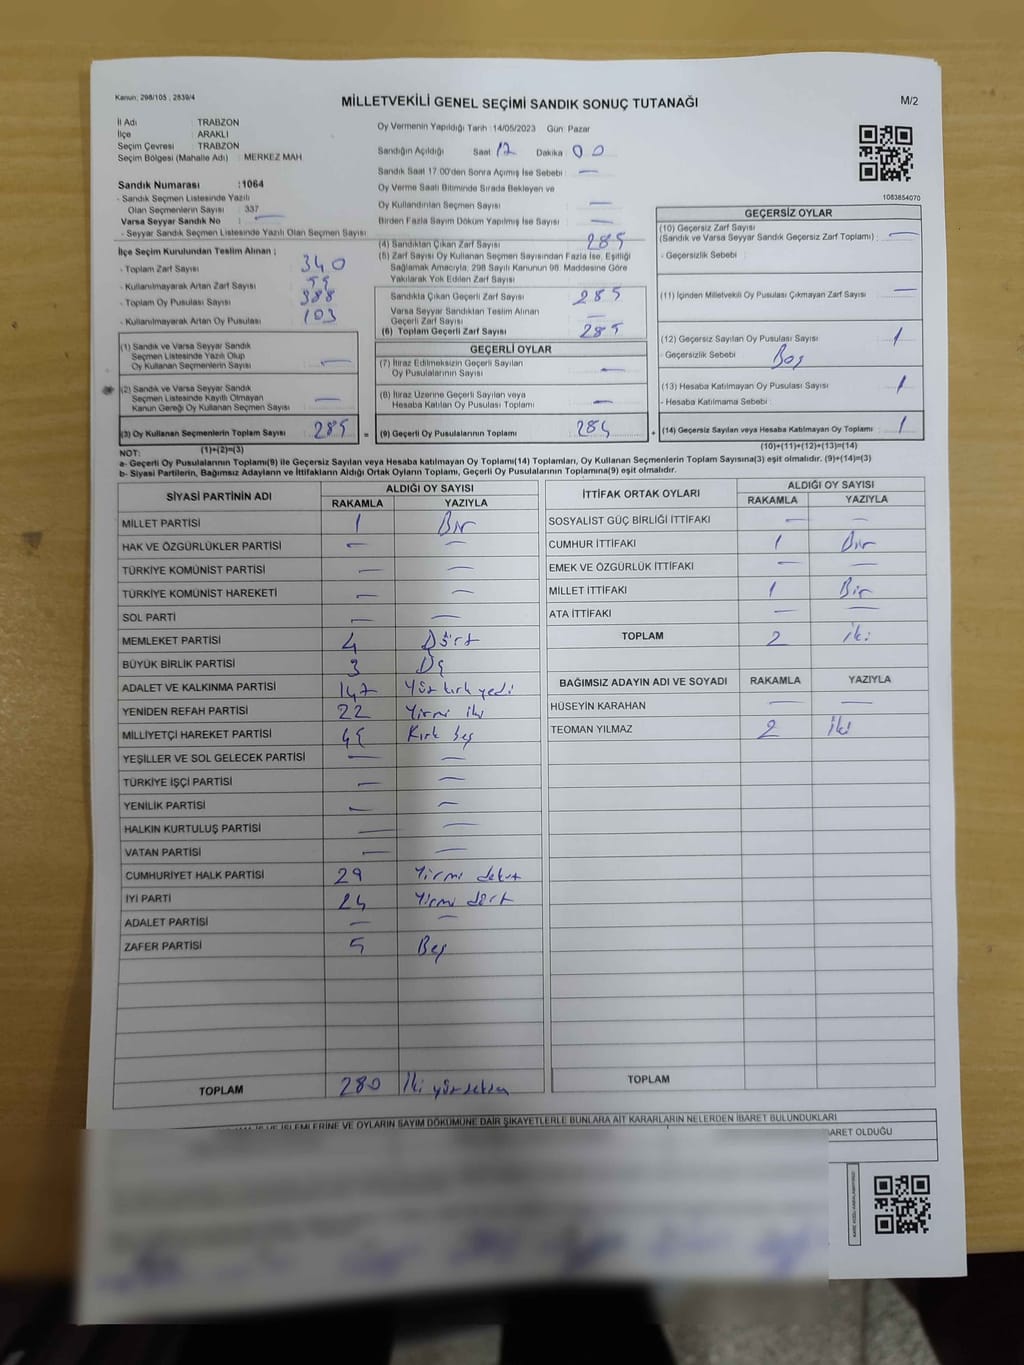 Kanun: 298/105 ; 2839/4
MİLLETVEKİLİ GENEL SEÇİMİ SANDIK SONUÇ TUTANAĞI
M/2
İl Adı : TRABZON
İlçe : ARAKLI
Seçim Çevresi : TRABZON
Seçim Bölgesi (Mahalle Adı) : MERKEZ MAH.
Sandık Numarası :1064
- Sandık Seçmen Listesinde Yazılı
Olan Seçmenlerin Sayısı : 337
Varsa Seyyar Sandık No : —
- Seyyar Sandık Seçmen Listesinde Yazılı Olan Seçmen Sayısı :
Oy Vermenin Yapıldığı Tarih :14/05/2023 Gün: Pazar
Sandığın Açıldığı Saat 12 Dakika 00
Sandık Saat 17.00'den Sonra Açımış İse Sebebi : —
Oy Verme Saati Bitiminde Sırada Bekleyen ve
Oy Kullandırılan Seçmen Sayısı : —
Birden Fazla Sayım Döküm Yapılmış İse Sayısı : —
1083854070
İlçe Seçim Kurulundan Teslim Alınan ;
- Toplam Zarf Sayısı : 340
- Kullanılmayarak Artan Zarf Sayısı : 55
- Toplam Oy Pusulası Sayısı : 388
- Kullanılmayarak Artan Oy Pusulası : 103
(4) Sandıktan Çıkan Zarf Sayısı : 285
(5) Zarf Sayısı Oy Kullanan Seçmen Sayısından Fazla İse, Eşitliği
Sağlamak Amacıyla, 298 Sayılı Kanunun 98. Maddesine Göre
Yakılarak Yok Edilen Zarf Sayısı :
Sandıkta Çıkan Geçerli Zarf Sayısı : 285
Varsa Seyyar Sandıktan Teslim Alınan
Geçerli Zarf Sayısı : —
(6) Toplam Geçerli Zarf Sayısı : 285
GEÇERSİZ OYLAR
(10) Geçersiz Zarf Sayısı
(Sandık ve Varsa Seyyar Sandık Geçersiz Zarf Toplamı) : —
- Geçersizlik Sebebi :
(11) İçinden Milletvekili Oy Pusulası Çıkmayan Zarf Sayısı : —
(12) Geçersiz Sayılan Oy Pusulası Sayısı : 1
- Geçersizlik Sebebi : Boş
(13) Hesaba Katılmayan Oy Pusulası Sayısı : 1
- Hesaba Katılmama Sebebi :
(14) Geçersiz Sayılan veya Hesaba Katılmayan Oy Toplamı : 1
(10)+(11)+(12)+(13)=(14)
(1) Sandık ve Varsa Seyyar Sandık
Seçmen Listesinde Yazılı Olup
Oy Kullanan Seçmenlerin Sayısı : —
(2) Sandık ve Varsa Seyyar Sandık
Seçmen Listesinde Kayıtlı Olmayan
Kanun Gereği Oy Kullanan Seçmen Sayısı : —
(3) Oy Kullanan Seçmenlerin Toplam Sayısı : 285 =
(1)+(2)=(3)
GEÇERLİ OYLAR
(7) İtiraz Edilmeksizin Geçerli Sayılan
Oy Pusulalarının Sayısı : —
(8) İtiraz Üzerine Geçerli Sayılan veya
Hesaba Katılan Oy Pusulası Toplamı : —
(9) Geçerli Oy Pusulalarının Toplamı : 284 +
NOT:
a- Geçerli Oy Pusulalarının Toplamı(9) ile Geçersiz Sayılan veya Hesaba katılmayan Oy Toplamı(14) Toplamları, Oy Kullanan Seçmenlerin Toplam Sayısına(3) eşit olmalıdır. (9)+(14)=(3)
b- Siyasi Partilerin, Bağımsız Adayların ve İttifakların Aldığı Ortak Oyların Toplamı, Geçerli Oy Pusulalarının Toplamına(9) eşit olmalıdır.
SİYASİ PARTİNİN ADI ALDIĞI OY SAYISI
RAKAMLA YAZIYLA
MİLLET PARTİSİ 1 Bir
HAK VE ÖZGÜRLÜKLER PARTİSİ — —
TÜRKİYE KOMÜNİST PARTİSİ — —
TÜRKİYE KOMÜNİST HAREKETİ — —
SOL PARTİ — —
MEMLEKET PARTİSİ 4 Dört
BÜYÜK BİRLİK PARTİSİ 3 Üç
ADALET VE KALKINMA PARTİSİ 147 Yüz kırk yedi
YENİDEN REFAH PARTİSİ 22 Yirmi iki
MİLLİYETÇİ HAREKET PARTİSİ 45 Kırk beş
YEŞİLLER VE SOL GELECEK PARTİSİ — —
TÜRKİYE İŞÇİ PARTİSİ — —
YENİLİK PARTİSİ — —
HALKIN KURTULUŞ PARTİSİ — —
VATAN PARTİSİ — —
CUMHURİYET HALK PARTİSİ 29 Yirmi dokuz
İYİ PARTİ 24 Yirmi dört
ADALET PARTİSİ — —
ZAFER PARTİSİ 5 Beş
TOPLAM 280 İki yüz seksen
İTTİFAK ORTAK OYLARI ALDIĞI OY SAYISI
RAKAMLA YAZIYLA
SOSYALİST GÜÇ BİRLİĞİ İTTİFAKI — —
CUMHUR İTTİFAKI 1 Bir
EMEK VE ÖZGÜRLÜK İTTİFAKI — —
MİLLET İTTİFAKI 1 Bir
ATA İTTİFAKI — —
TOPLAM 2 iki
BAĞIMSIZ ADAYIN ADI VE SOYADI RAKAMLA YAZIYLA
HÜSEYİN KARAHAN — —
TEOMAN YILMAZ 2 iki
TOPLAM
İŞLEMLERİNE VE OYLARIN SAYIM DÖKÜMÜNE DAİR ŞİKAYETLERLE BUNLARA AİT KARARLARIN NELERDEN İBARET BULUNDUKLARI
BARET OLDUĞU